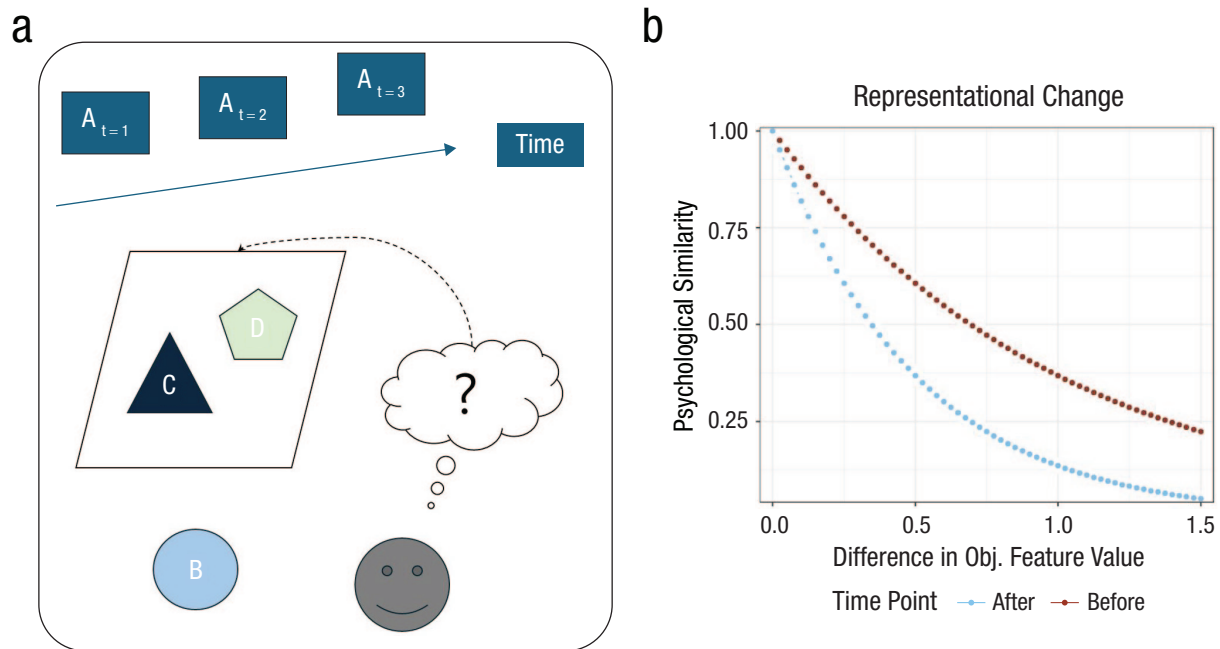 a
A t = 1
A t = 2
A t = 3
Time
D
C
?
B
b
Representational Change
Psychological Similarity
1.00
0.75
0.50
0.25
0.0 0.5 1.0 1.5
Difference in Obj. Feature Value
Time Point After Before